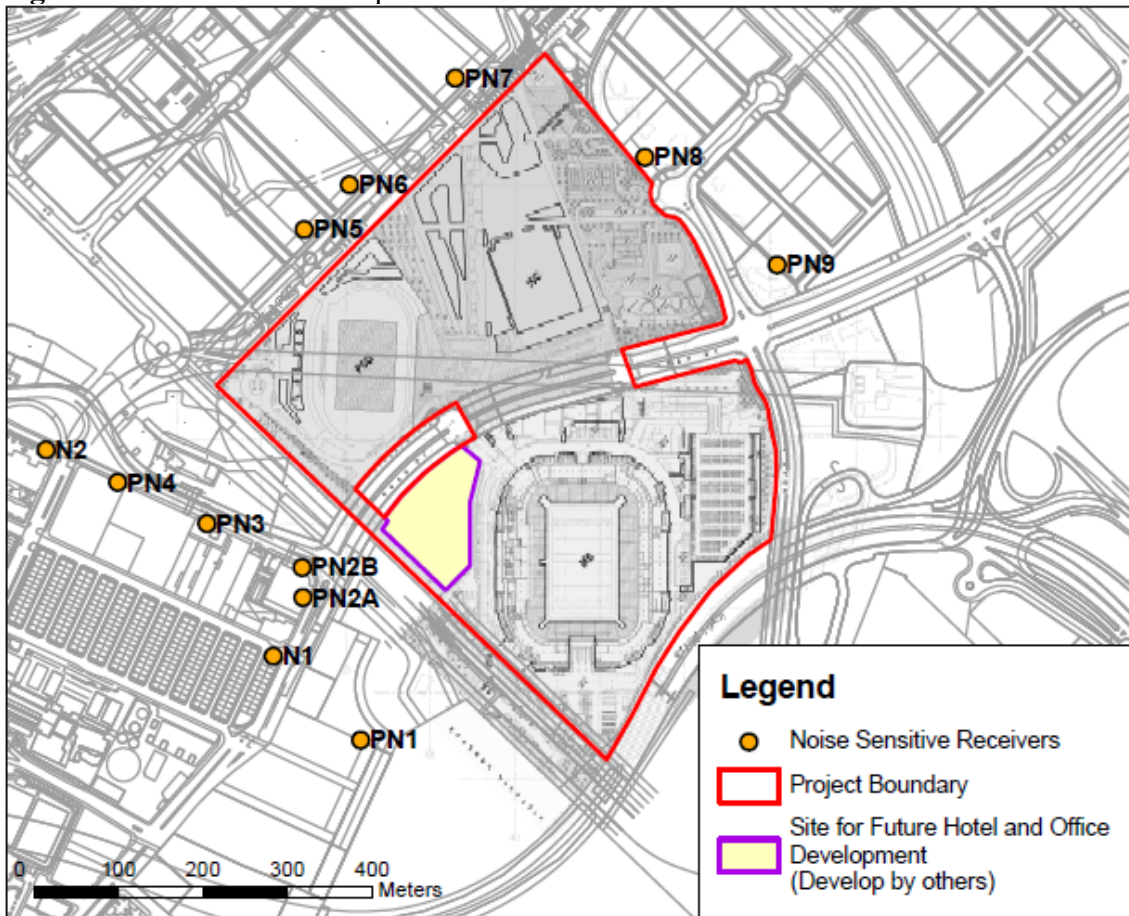 PN7
PN8
PN6
PN5
PN9
N2
PN4
PN3
PN2B
PN2A
N1
PN1
Legend
Noise Sensitive Receivers
Project Boundary
Site for Future Hotel and Office
Development
(Develop by others)
0 100 200 300 400
Meters